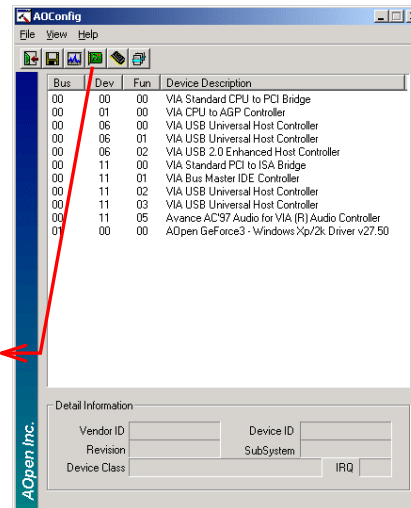 AOConfig
File View Help
Bus Dev Fun Device Description
00 00 00 VIA Standard CPU to PCI Bridge
00 01 00 VIA CPU to AGP Controller
00 06 00 VIA USB Universal Host Controller
00 06 01 VIA USB Universal Host Controller
00 06 02 VIA USB 2.0 Enhanced Host Controller
00 11 00 VIA Standard PCI to ISA Bridge
00 11 01 VIA Bus Master IDE Controller
00 11 02 VIA USB Universal Host Controller
00 11 03 VIA USB Universal Host Controller
00 11 05 Avance AC'97 Audio for VIA (R) Audio Controller
01 00 00 AOpen GeForce3 - Windows Xp/2k Driver v27.50
Detail Information
Vendor ID Device ID
Revision SubSystem
Device Class IRQ
AOpen Inc.